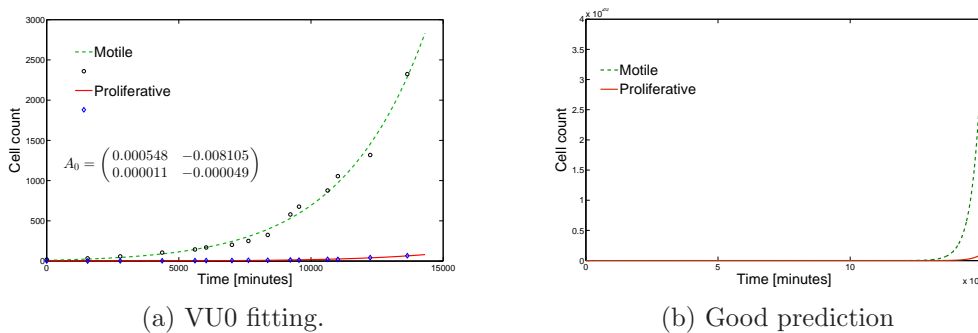 3000
2500
2000
1500
1000
500
0
Cell count
Motile
Proliferative
A₀ = (0.000548 −0.008105
0.000011 −0.000049)
0 5000 10000 15000
Time [minutes]
(a) VU0 fitting.
4
3.5
3
2.5
2
1.5
1
0.5
0
Cell count
Motile
Proliferative
0 5 10
Time [minutes]
(b) Good prediction